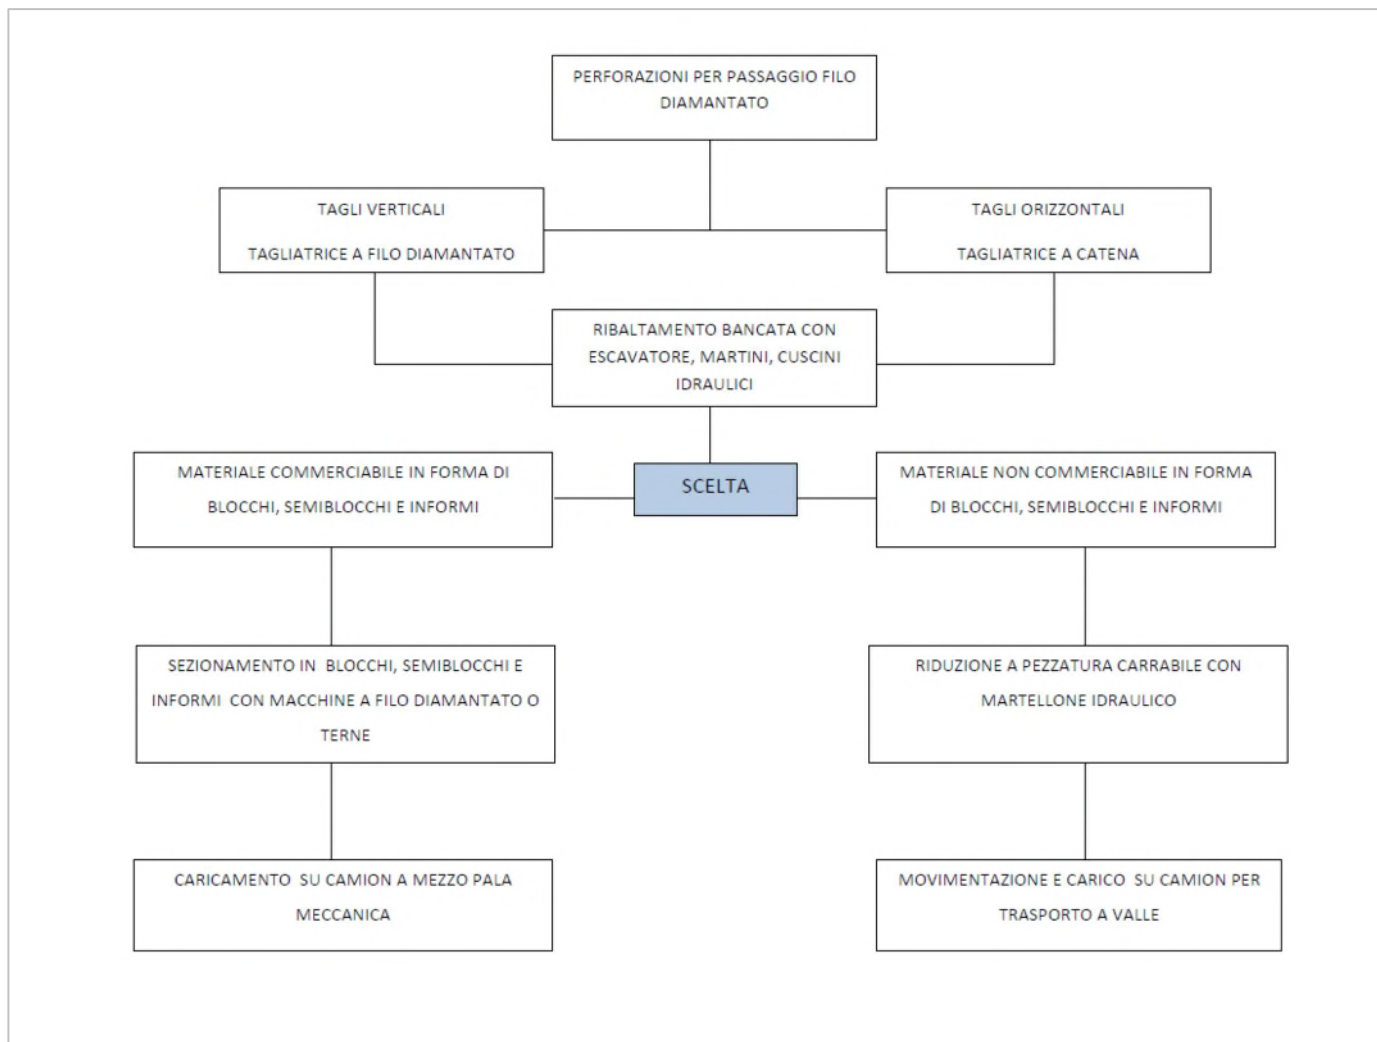 PERFORAZIONI PER PASSAGGIO FILO
DIAMANTATO
TAGLI VERTICALI
TAGLIATRICE A FILO DIAMANTATO
TAGLI ORIZZONTALI
TAGLIATRICE A CATENA
RIBALTAMENTO BANCATA CON
ESCAVATORE, MARTINI, CUSCINI
IDRAULICI
SCELTA
MATERIALE COMMERCIABILE IN FORMA DI
BLOCCHI, SEMIBLOCCHI E INFORMI
MATERIALE NON COMMERCIABILE IN FORMA
DI BLOCCHI, SEMIBLOCCHI E INFORMI
SEZIONAMENTO IN BLOCCHI, SEMIBLOCCHI E
INFORMI CON MACCHINE A FILO DIAMANTATO O
TERNE
RIDUZIONE A PEZZATURA CARRABILE CON
MARTELLONE IDRAULICO
CARICAMENTO SU CAMION A MEZZO PALA
MECCANICA
MOVIMENTAZIONE E CARICO SU CAMION PER
TRASPORTO A VALLE